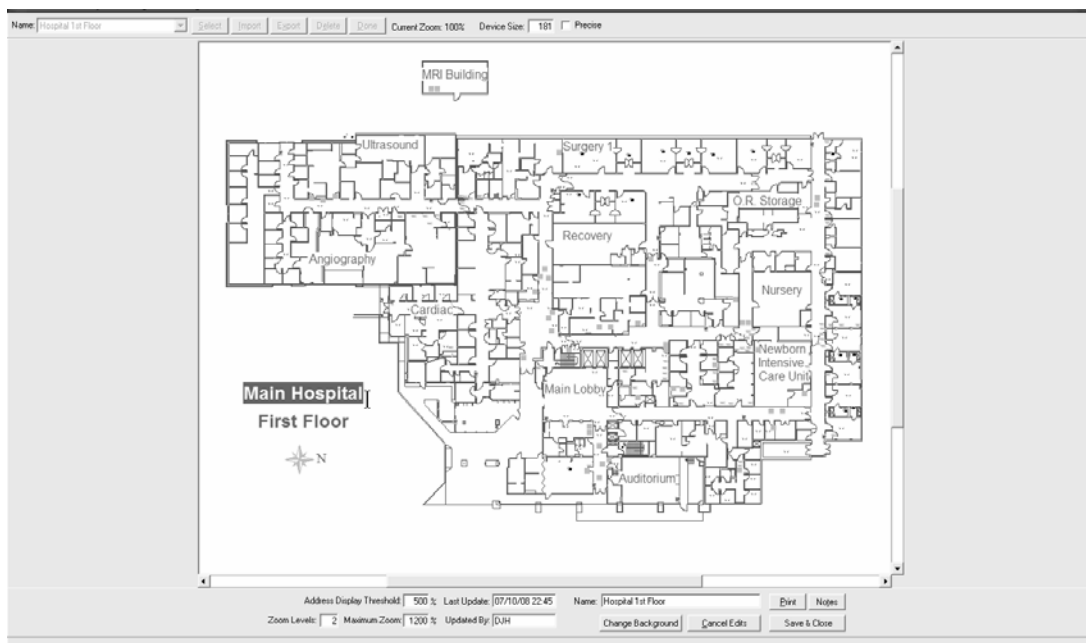 Name: Hospital 1st Floor Select Import Export Delete Done Current Zoom: 100% Device Size: 181 Precise
MRI Building
Ultrasound
Surgery 1
O.R. Storage
Recovery
Angiography
Nursery
Cardiac
Newborn
Intensive
Care Unit
Main Lobby
Main Hospital
First Floor
N
Auditorium
Address Display Threshold: 500 % Last Update: 07/10/08 22:45 Name: Hospital 1st Floor Print Notes
Zoom Levels: 2 Maximum Zoom: 1200 % Updated By: DJH Change Background Cancel Edits Save & Close